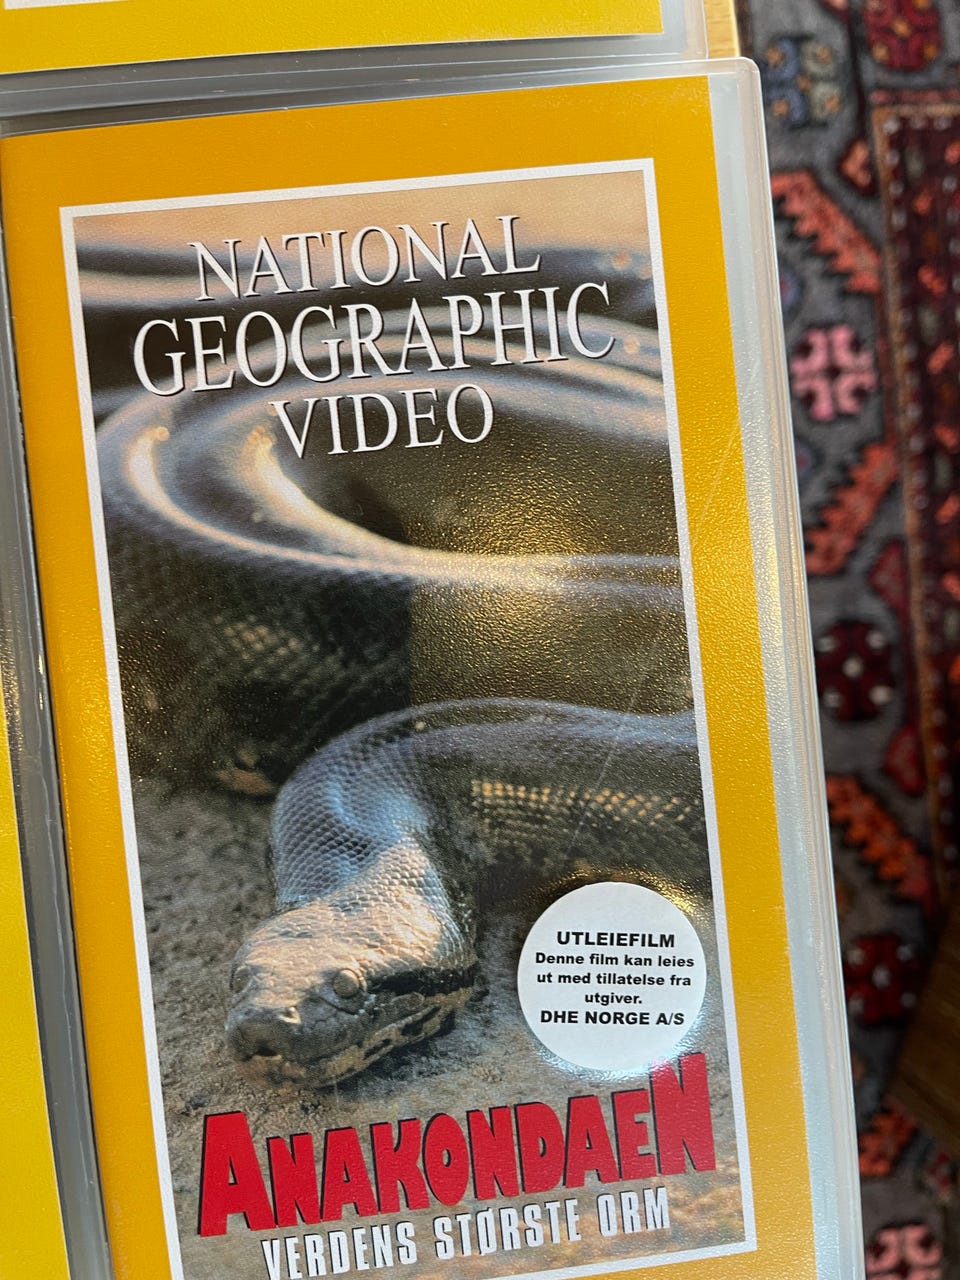 NATIONAL
GEOGRAPHIC
VIDEO
UTLEIEFILM
Denne film kan leies
ut med tillatelse fra
utgiver.
DHE NORGE A/S
ANAKONDAEN
VERDENS STØRSTE ORM